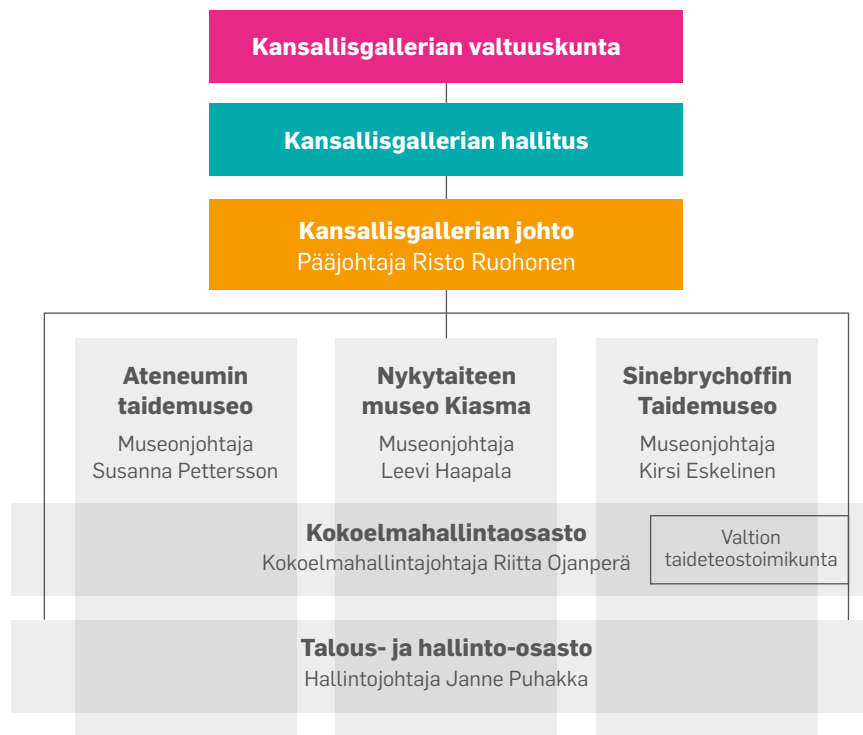 Kansallisgallerian valtuuskunta
Kansallisgallerian hallitus
Kansallisgallerian johto
Pääjohtaja Risto Ruohonen
Ateneumin
taidemuseo
Museonjohtaja
Susanna Pettersson
Nykytaiteen
museo Kiasma
Museonjohtaja
Leevi Haapala
Sinebrychoffin
Taidemuseo
Museonjohtaja
Kirsi Eskelinen
Kokoelmahallintaosasto
Kokoelmahallintajohtaja Riitta Ojanperä
Valtion
taideteostoimikunta
Talous- ja hallinto-osasto
Hallintojohtaja Janne Puhakka